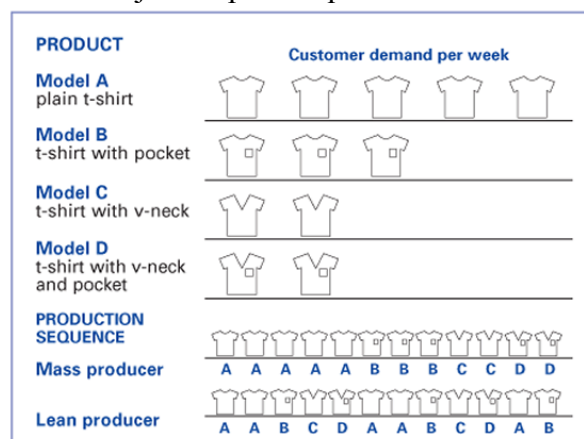 PRODUCT
Customer demand per week
Model A
plain t-shirt
Model B
t-shirt with pocket
Model C
t-shirt with v-neck
Model D
t-shirt with v-neck
and pocket
PRODUCTION
SEQUENCE
Mass producer A A A A A B B B C C D D
Lean producer A A B C D A A B C D A B